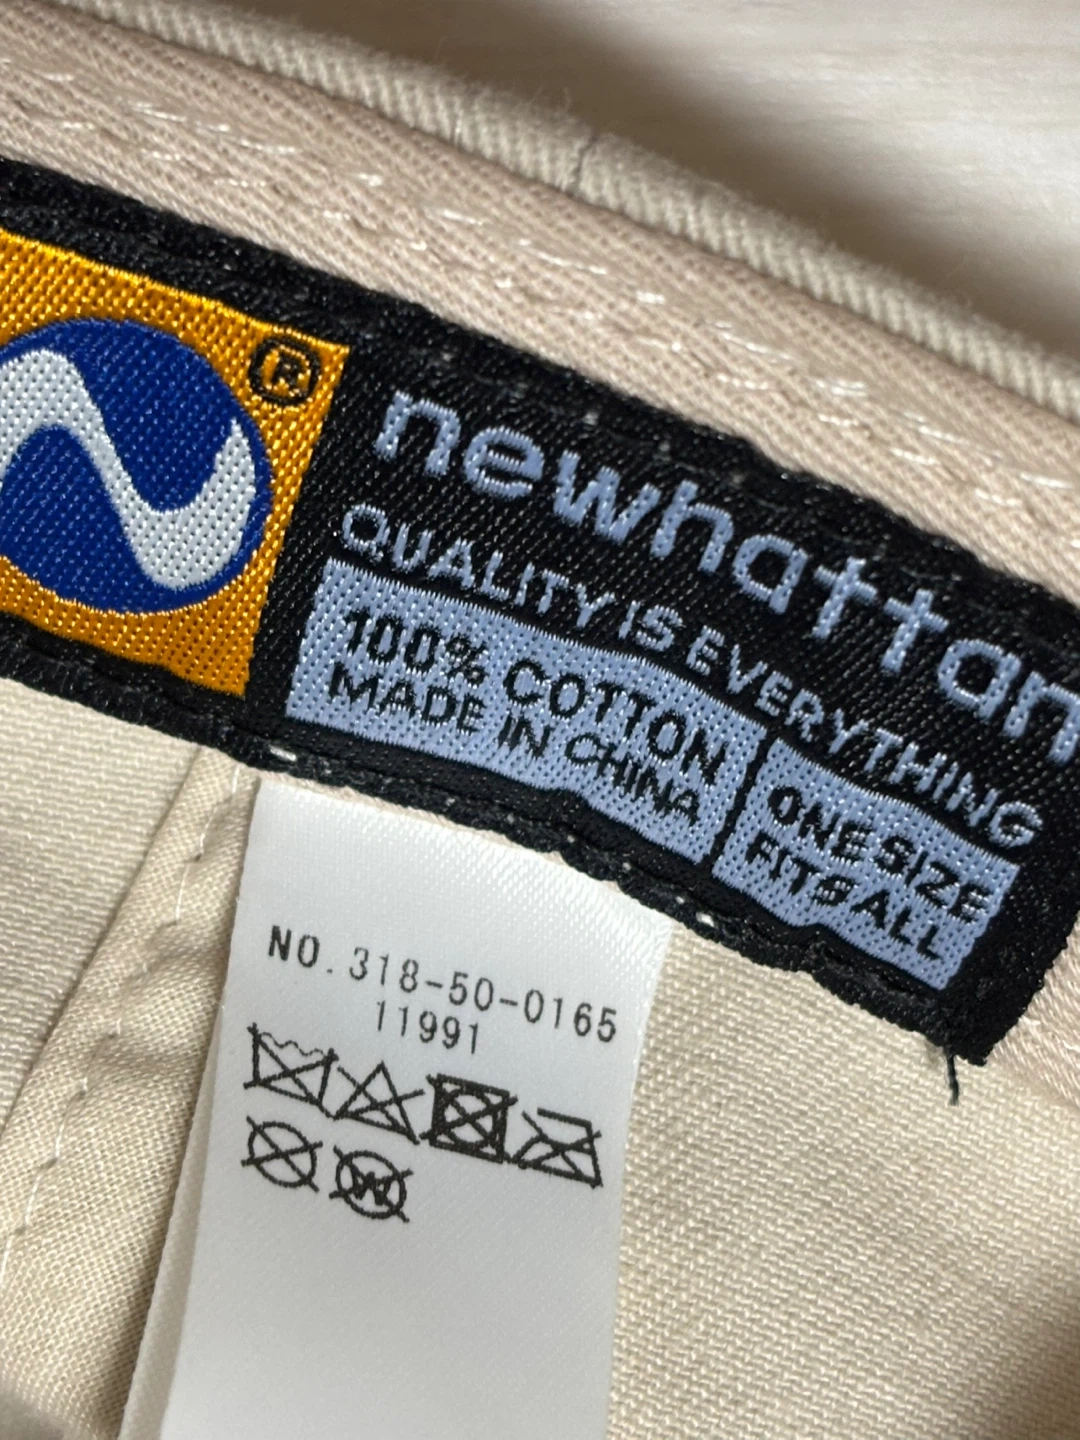 ®
newhattan
QUALITY IS EVERYTHING
100% COTTON
MADE IN CHINA
ONE SIZE
FITS ALL
NO. 318-50-0165
11991
W